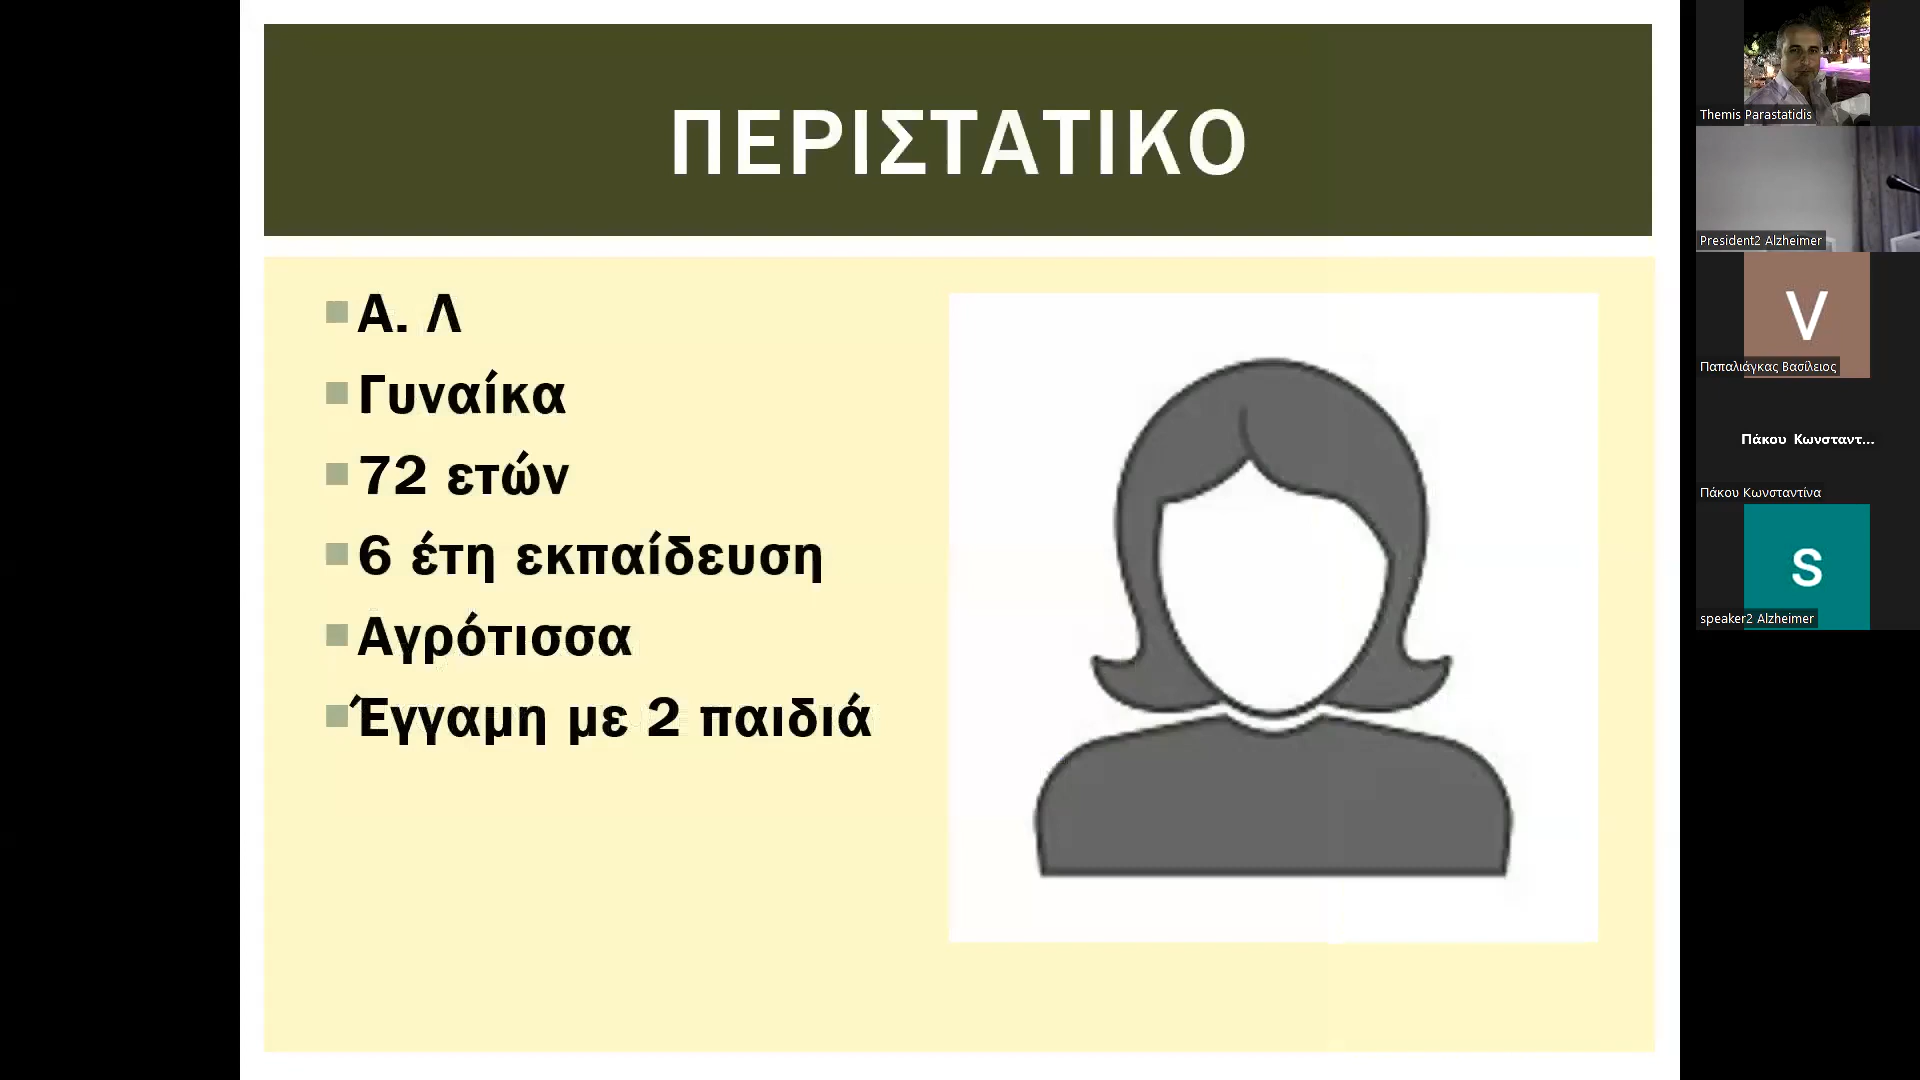 ΠΕΡΙΣΤΑΤΙΚΟ
Α. Λ
Γυναίκα
72 ετών
6 έτη εκπαίδευση
Αγρότισσα
Έγγαμη με 2 παιδιά
Themis Parastatidis
President2 Alzheimer
V
Παπαλιάγκας Βασίλειος
Πάκου Κωνσταντ...
Πάκου Κωνσταντίνα
s
speaker2 Alzheimer